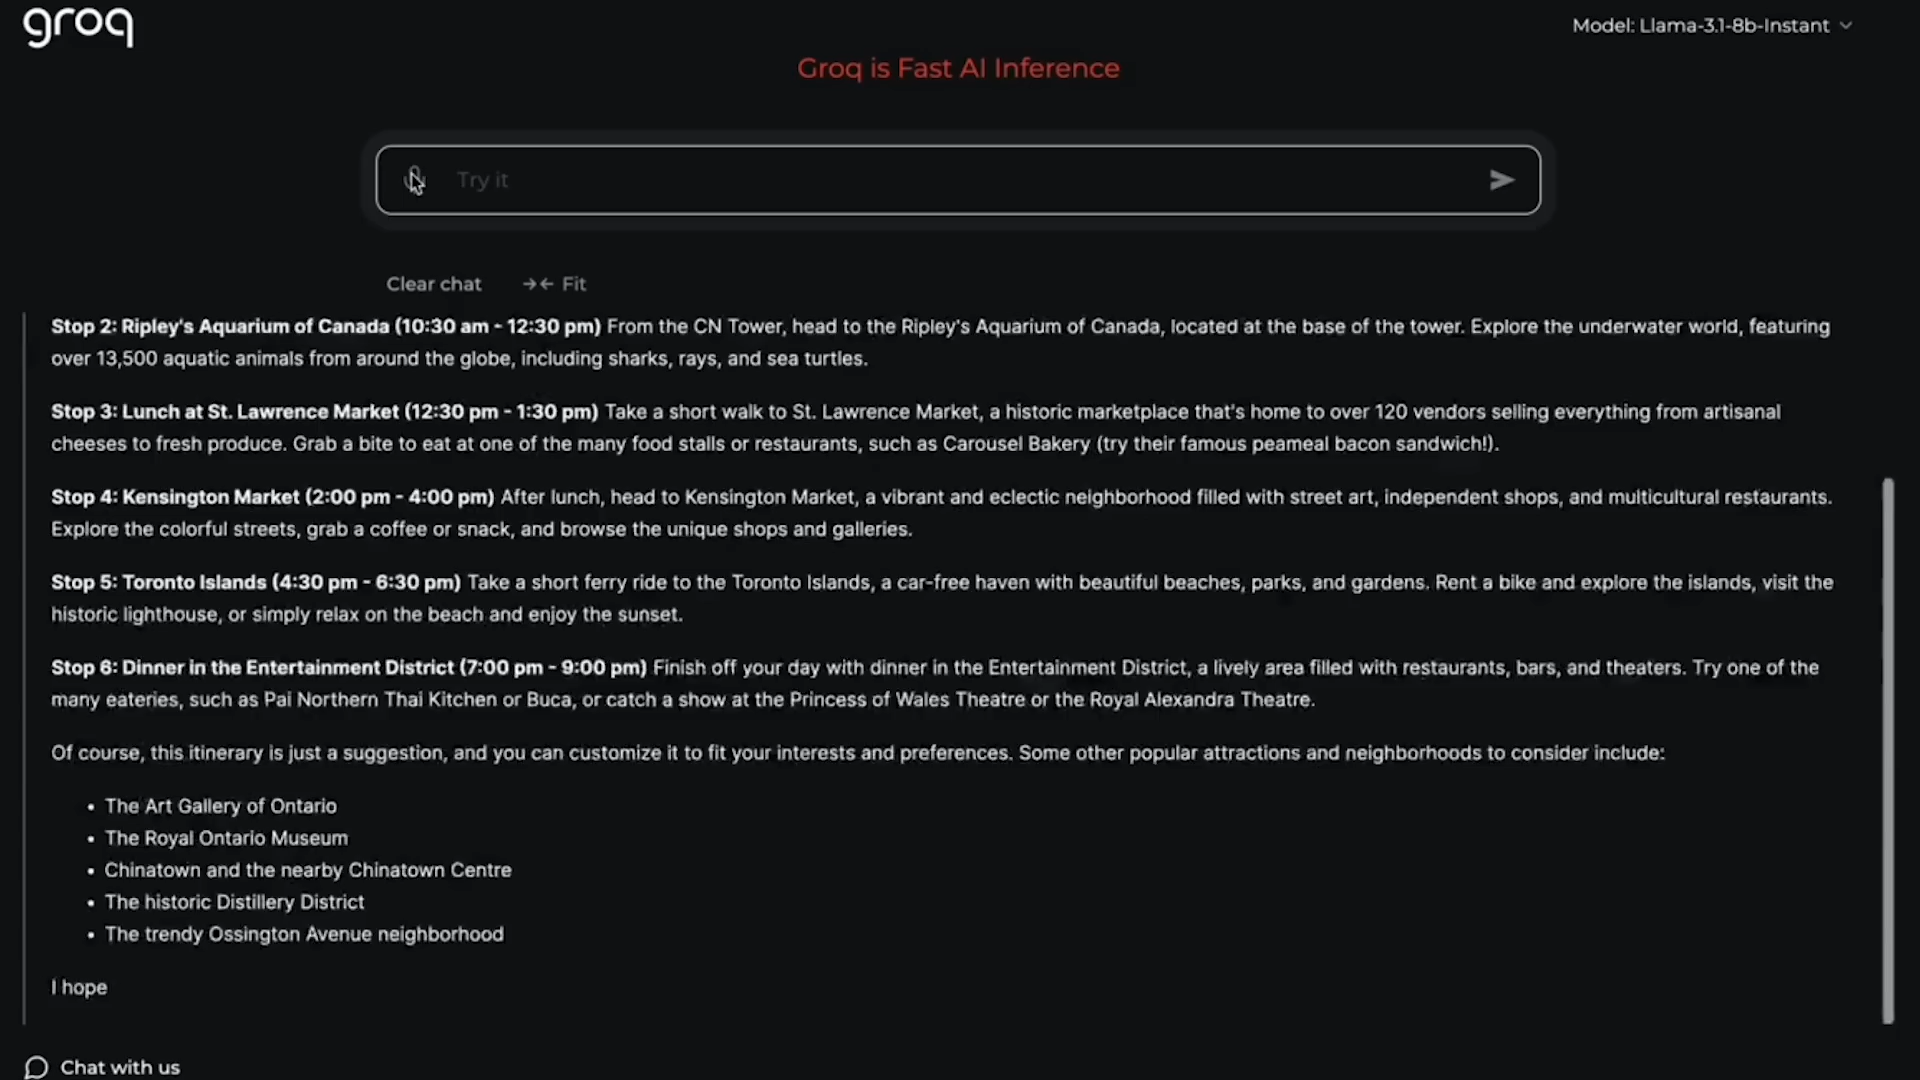 groq
Model: Llama-3.1-8b-Instant
Groq is Fast AI Inference
Try it
Clear chat
Fit
Stop 2: Ripley's Aquarium of Canada (10:30 am - 12:30 pm) From the CN Tower, head to the Ripley's Aquarium of Canada, located at the base of the tower. Explore the underwater world, featuring
over 13,500 aquatic animals from around the globe, including sharks, rays, and sea turtles.
Stop 3: Lunch at St. Lawrence Market (12:30 pm - 1:30 pm) Take a short walk to St. Lawrence Market, a historic marketplace that's home to over 120 vendors selling everything from artisanal
cheeses to fresh produce. Grab a bite to eat at one of the many food stalls or restaurants, such as Carousel Bakery (try their famous peameal bacon sandwich!).
Stop 4: Kensington Market (2:00 pm - 4:00 pm) After lunch, head to Kensington Market, a vibrant and eclectic neighborhood filled with street art, independent shops, and multicultural restaurants.
Explore the colorful streets, grab a coffee or snack, and browse the unique shops and galleries.
Stop 5: Toronto Islands (4:30 pm - 6:30 pm) Take a short ferry ride to the Toronto Islands, a car-free haven with beautiful beaches, parks, and gardens. Rent a bike and explore the islands, visit the
historic lighthouse, or simply relax on the beach and enjoy the sunset.
Stop 6: Dinner in the Entertainment District (7:00 pm - 9:00 pm) Finish off your day with dinner in the Entertainment District, a lively area filled with restaurants, bars, and theaters. Try one of the
many eateries, such as Pai Northern Thai Kitchen or Buca, or catch a show at the Princess of Wales Theatre or the Royal Alexandra Theatre.
Of course, this itinerary is just a suggestion, and you can customize it to fit your interests and preferences. Some other popular attractions and neighborhoods to consider include:
• The Art Gallery of Ontario
• The Royal Ontario Museum
• Chinatown and the nearby Chinatown Centre
• The historic Distillery District
• The trendy Ossington Avenue neighborhood
I hope
Chat with us